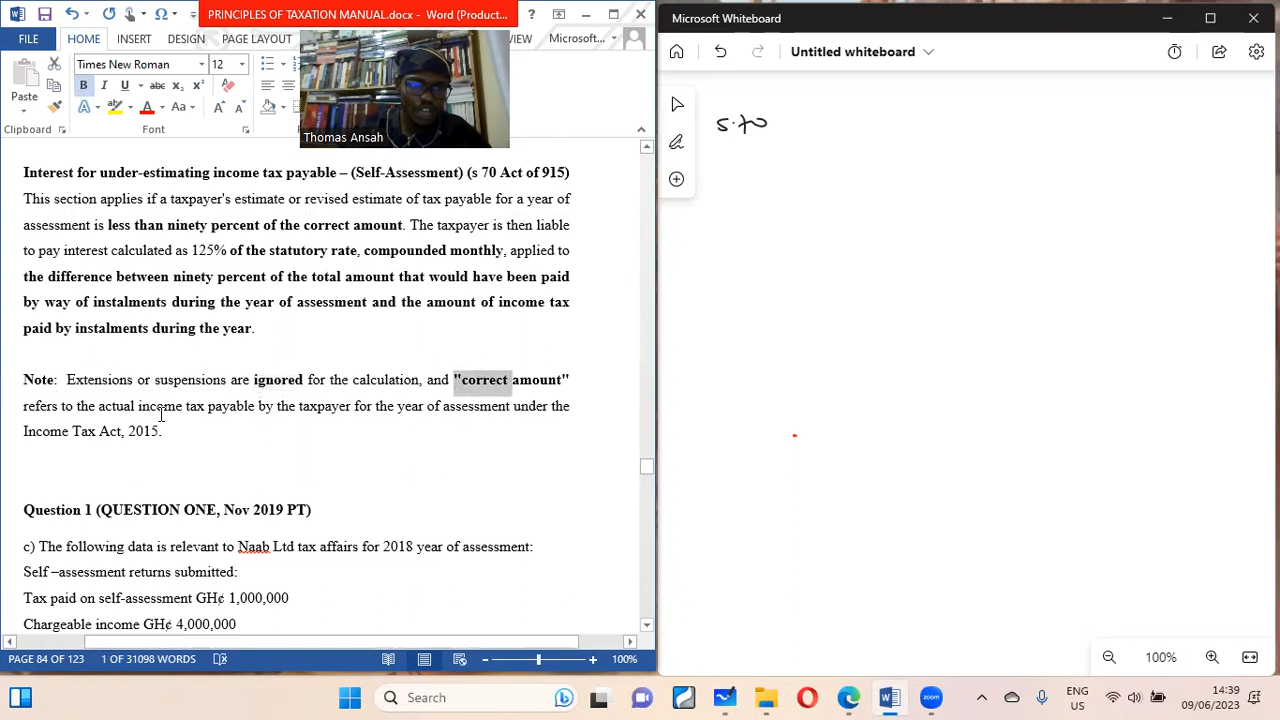 PRINCIPLES OF TAXATION MANUAL.docx - Word (Product...
FILE HOME INSERT DESIGN PAGE LAYOUT VIEW Microsoft...
Paste
Times New Roman 12
B I U abc X₂ X²
A Aa A A
Clipboard Font
Thomas Ansah
Interest for under-estimating income tax payable – (Self-Assessment) (s 70 Act of 915)
This section applies if a taxpayer's estimate or revised estimate of tax payable for a year of
assessment is less than ninety percent of the correct amount. The taxpayer is then liable
to pay interest calculated as 125% of the statutory rate, compounded monthly, applied to
the difference between ninety percent of the total amount that would have been paid
by way of instalments during the year of assessment and the amount of income tax
paid by instalments during the year.
Note: Extensions or suspensions are ignored for the calculation, and "correct amount"
refers to the actual income tax payable by the taxpayer for the year of assessment under the
Income Tax Act, 2015.
Question 1 (QUESTION ONE, Nov 2019 PT)
c) The following data is relevant to Naab Ltd tax affairs for 2018 year of assessment:
Self –assessment returns submitted:
Tax paid on self-assessment GH¢ 1,000,000
Chargeable income GH¢ 4,000,000
PAGE 84 OF 123 1 OF 31098 WORDS 100%
Microsoft Whiteboard
Untitled whiteboard
s.70
100%
Search
zoom
ENG
US
14:39
09/06/2023